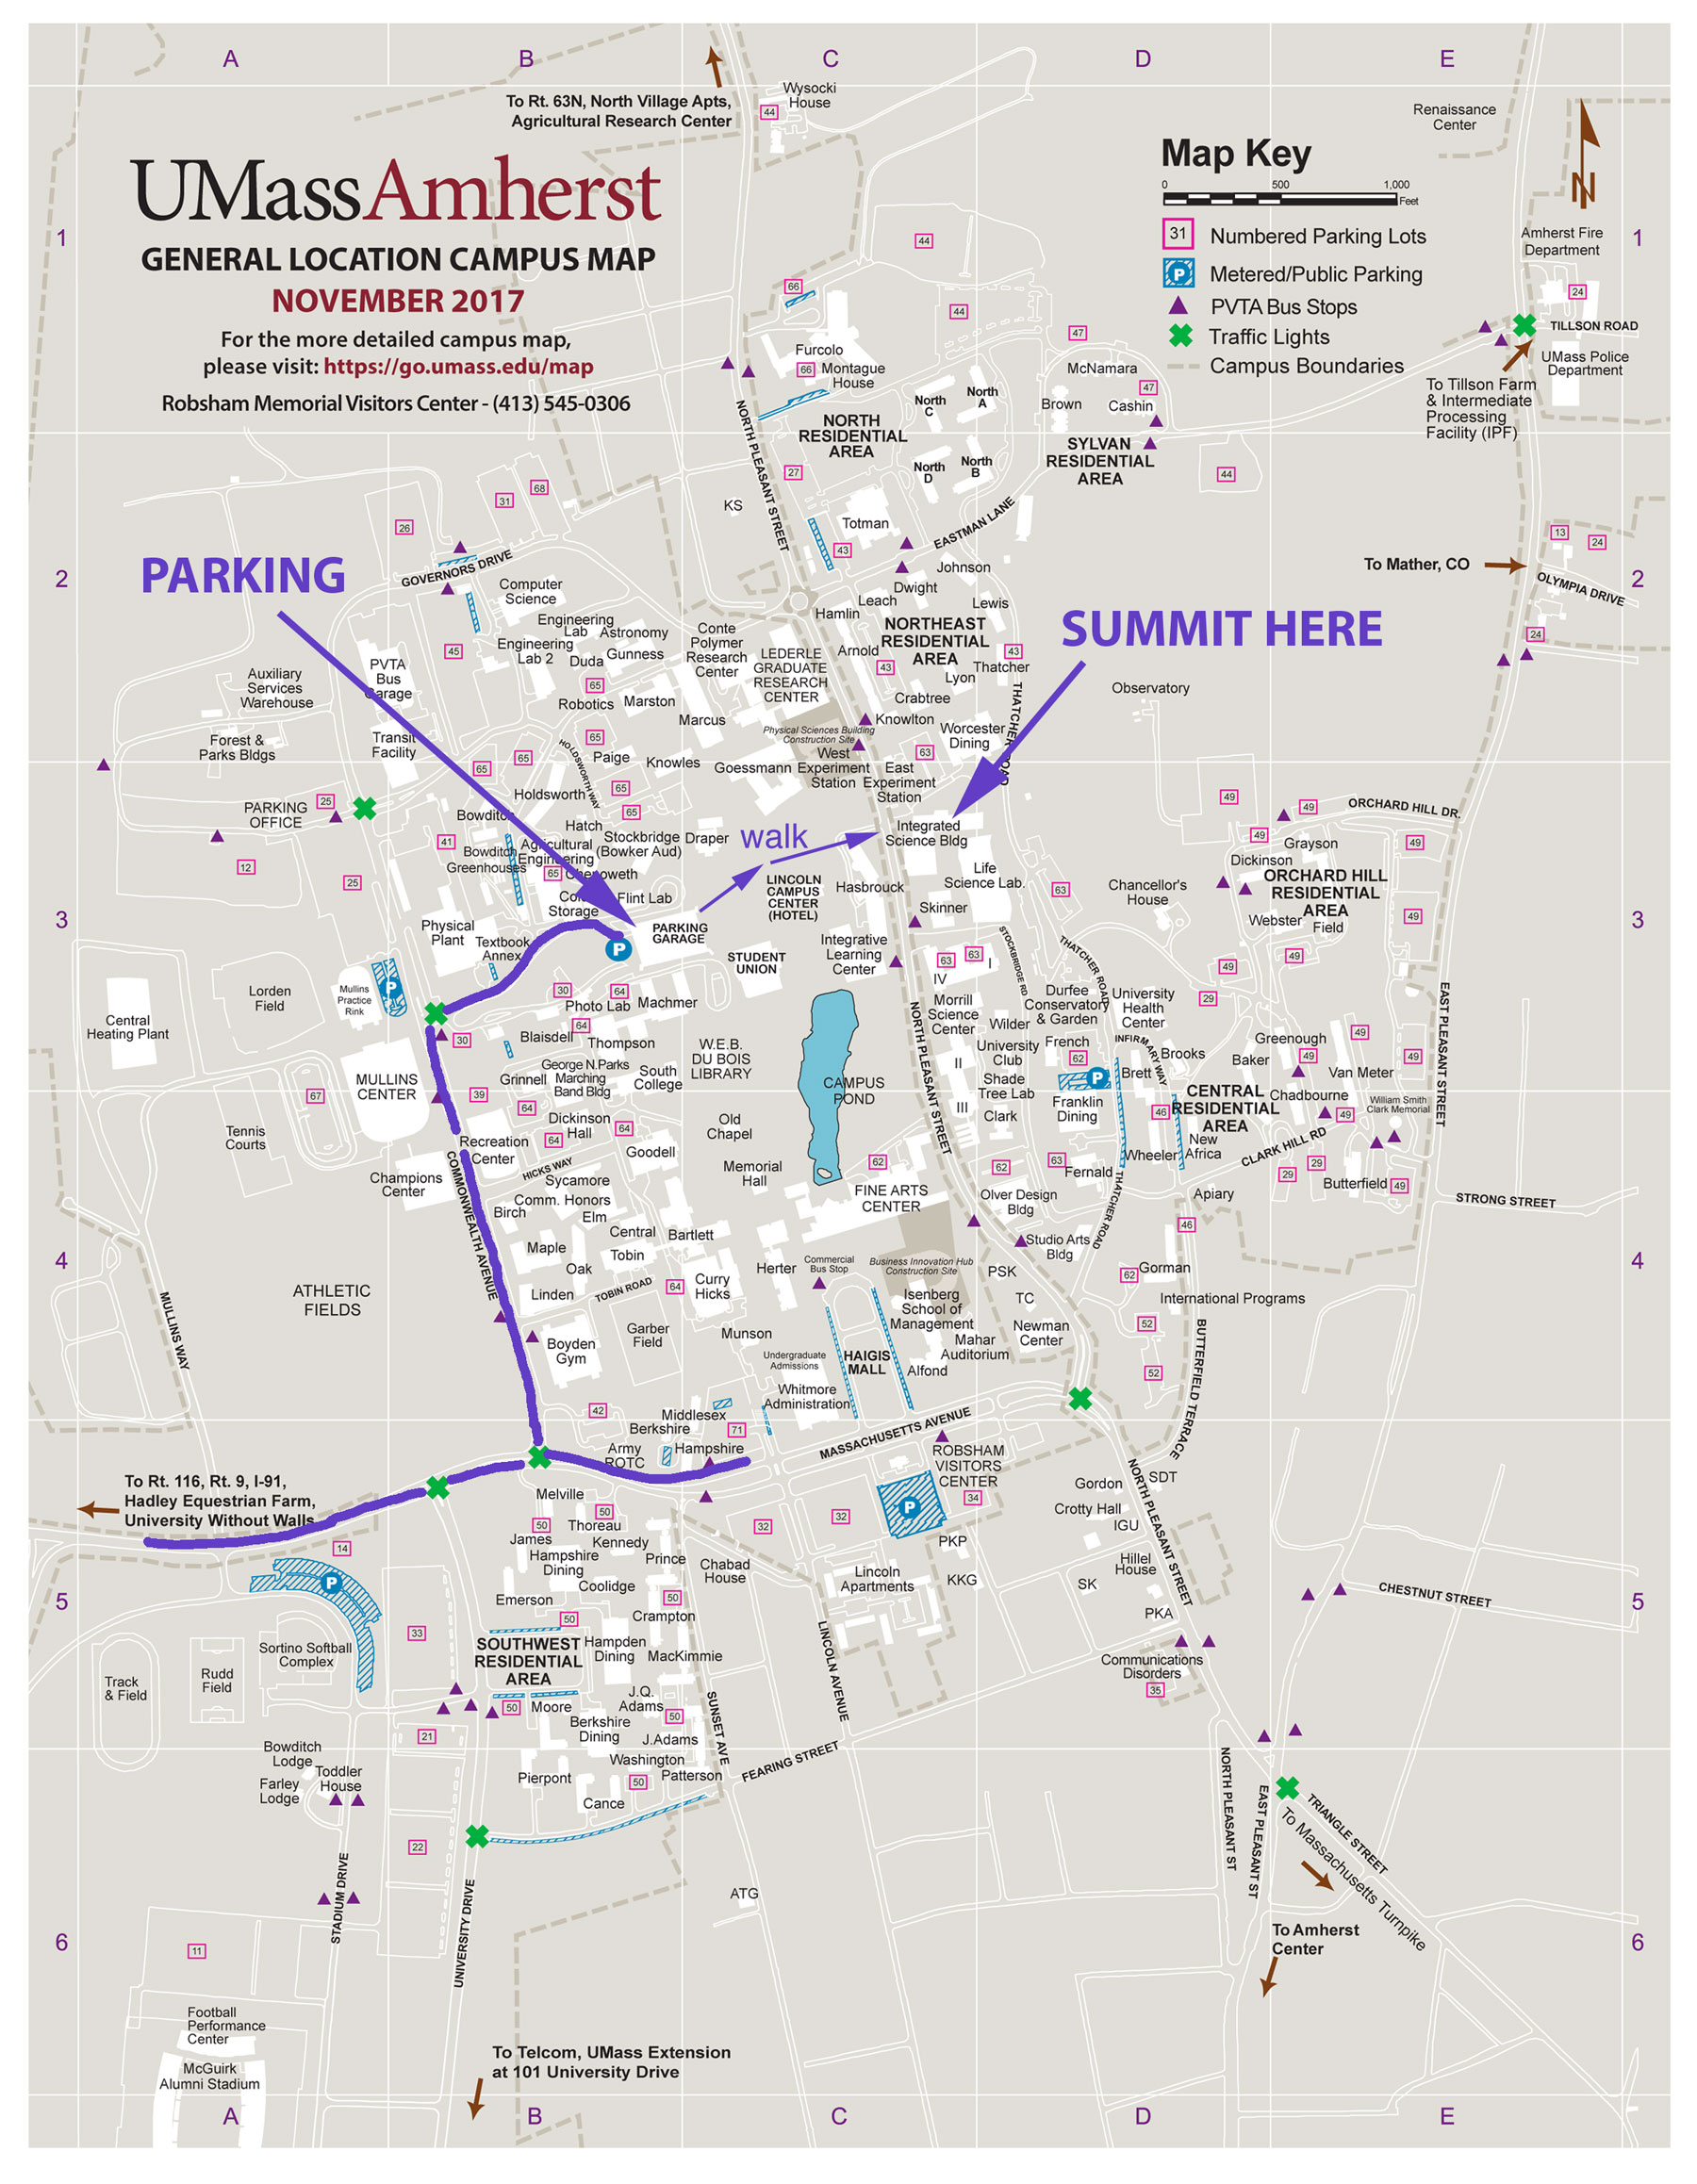 A
B
C
D
E
To Rt. 63N, North Village Apts,
Agricultural Research Center
Wysocki
House
44
Renaissance
Center
UMassAmherst
GENERAL LOCATION CAMPUS MAP
NOVEMBER 2017
For the more detailed campus map,
please visit: https://go.umass.edu/map
Robsham Memorial Visitors Center - (413) 545-0306
Map Key
0 500 1,000
Feet
31 Numbered Parking Lots
P Metered/Public Parking
PVTA Bus Stops
Traffic Lights
Campus Boundaries
N
1
44
1
Amherst Fire
Department
24
TILLSON ROAD
UMass Police
Department
To Tillson Farm
& Intermediate
Processing
Facility (IPF)
66
44
47
Furcolo
66
Montague
House
McNamara
47
Brown
Cashin
North
C
North
A
North
D
North
B
NORTH
RESIDENTIAL
AREA
SYLVAN
RESIDENTIAL
AREA
44
NORTH PLEASANT STREET
27
KS
68
31
26
Totman
43
EASTMAN LANE
13
24
To Mather, CO
OLYMPIA DRIVE
24
2
2
PARKING
GOVERNORS DRIVE
Computer
Science
Engineering
Lab
Engineering
Lab 2
Astronomy
Duda
Gunness
45
65
Robotics
Marston
Marcus
Conte
Polymer
Research
Center
LEDERLE
GRADUATE
RESEARCH
CENTER
Johnson
Dwight
Leach
Hamlin
Lewis
NORTHEAST
RESIDENTIAL
AREA
Arnold
43
43
Thatcher
Lyon
Crabtree
Knowlton
Worcester
Dining
63
THATCHER ROAD
SUMMIT HERE
Observatory
PVTA
Bus
Garage
Auxiliary
Services
Warehouse
Transit
Facility
Forest &
Parks Bldgs
Physical Sciences Building
Construction Site
West
Experiment
Station
East
Experiment
Station
Goessmann
65
HOLDSWORTH WAY
Paige
Knowles
65
65
65
65
Holdsworth
PARKING
OFFICE
25
12
25
41
Bowditch
Bowditch
Greenhouses
Hatch
Agricultural
Engineering
Stockbridge
(Bowker Aud)
Draper
65
Chenoweth
Cold
Storage
Flint Lab
walk
Integrated
Science Bldg
Life
Science Lab.
63
Chancellor's
House
49
49
49
ORCHARD HILL DR.
49
Grayson
Dickinson
ORCHARD HILL
RESIDENTIAL
AREA
Webster
Field
49
49
49
3
3
Physical
Plant
Textbook
Annex
P
PARKING
GARAGE
LINCOLN
CAMPUS
CENTER
(HOTEL)
STUDENT
UNION
Hasbrouck
Skinner
Integrative
Learning
Center
63
63
I
IV
STOCKBRIDGE RD
THATCHER ROAD
29
Lorden
Field
Mullins
Practice
Rink
P
Central
Heating Plant
MULLINS
CENTER
67
30
30
64
Photo Lab
Machmer
64
Blaisdell
Thompson
George N.Parks
Marching
Band Bldg
Grinnell
South
College
39
64
W.E.B.
DU BOIS
LIBRARY
CAMPUS
POND
Morrill
Science
Center
II
III
Wilder
University
Club
Shade
Tree Lab
Clark
Durfee
Conservatory
& Garden
French
62
University
Health
Center
INFIRMARY WAY
P
Franklin
Dining
Brett
Brooks
46
CENTRAL
RESIDENTIAL
AREA
Greenough
49
49
49
Baker
Van Meter
Chadbourne
49
William Smith
Clark Memorial
EAST PLEASANT STREET
NORTH PLEASANT STREET
Tennis
Courts
Champions
Center
Recreation
Center
Dickinson
Hall
64
64
Goodell
HICKS WAY
Sycamore
Comm. Honors
Birch
Elm
Old
Chapel
Memorial
Hall
62
FINE ARTS
CENTER
62
63
Fernald
Wheeler
New
Africa
CLARK HILL RD
29
29
Butterfield
49
STRONG STREET
4
4
COMMONWEALTH AVENUE
MULLINS WAY
ATHLETIC
FIELDS
Maple
Central
Tobin
Bartlett
Oak
Linden
TOBIN ROAD
64
Curry
Hicks
Herter
Commercial
Bus Stop
Business Innovation Hub
Construction Site
Isenberg
School of
Management
Olver Design
Bldg
Studio Arts
Bldg
THATCHER ROAD
Apiary
46
62
Gorman
PSK
International Programs
TC
52
Newman
Center
52
BUTTERFIELD TERRACE
Boyden
Gym
Garber
Field
Munson
Undergraduate
Admissions
HAIGIS
MALL
Mahar
Auditorium
Alfond
Whitmore
Administration
42
Middlesex
Berkshire
71
Army
ROTC
Hampshire
MASSACHUSETTS AVENUE
ROBSHAM
VISITORS
CENTER
34
P
To Rt. 116, Rt. 9, I-91,
Hadley Equestrian Farm,
University Without Walls
14
P
Melville
50
50
Thoreau
James
Kennedy
Hampshire
Dining
Prince
Coolidge
Emerson
50
50
Crampton
32
32
Chabad
House
Lincoln
Apartments
PKP
KKG
Gordon
SDT
Crotty Hall
IGU
Hillel
House
SK
PKA
NORTH PLEASANT STREET
Communications
Disorders
35
CHESTNUT STREET
5
5
Sortino Softball
Complex
33
Track
& Field
Rudd
Field
SOUTHWEST
RESIDENTIAL
AREA
Hampden
Dining
MacKimmie
50
Moore
J.Q.
Adams
50
Berkshire
Dining
J.Adams
Washington
Patterson
Pierpont
50
Cance
SUNSET AVE
LINCOLN AVENUE
FEARING STREET
21
Bowditch
Lodge
Toddler
House
Farley
Lodge
22
STADIUM DRIVE
UNIVERSITY DRIVE
ATG
NORTH PLEASANT ST
EAST PLEASANT ST
TRIANGLE STREET
To Massachusetts Turnpike
To Amherst
Center
6
6
11
Football
Performance
Center
McGuirk
Alumni Stadium
To Telcom, UMass Extension
at 101 University Drive
A
B
C
D
E